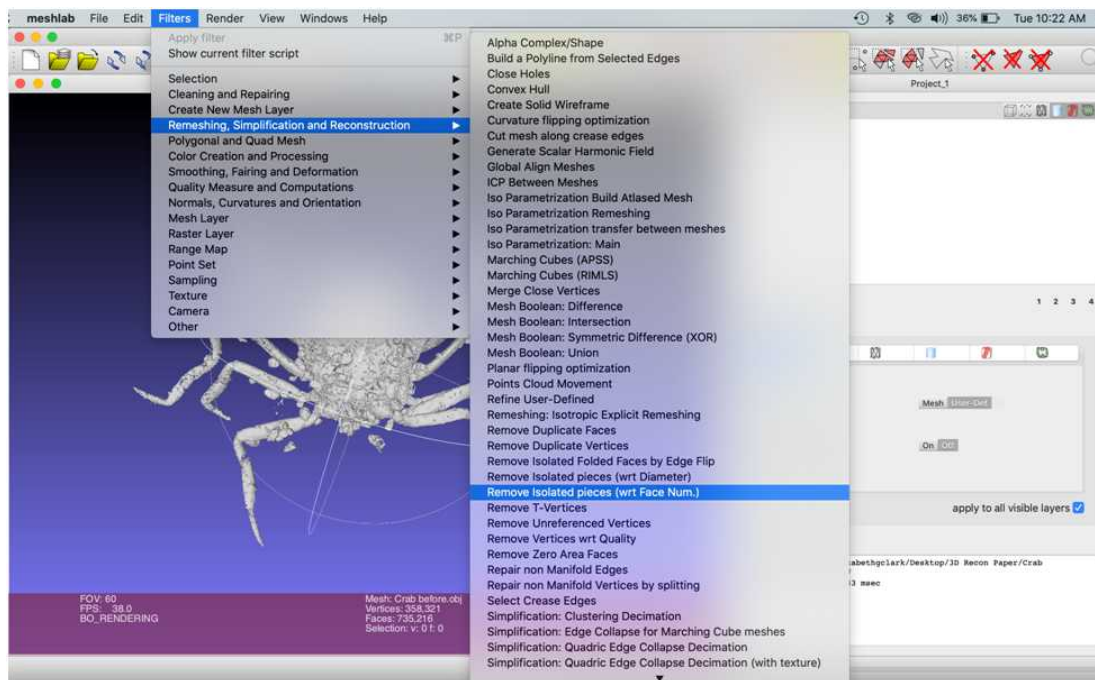 meshlab File Edit Filters Render View Windows Help 36% Tue 10:22 AM
Apply filter ⌘P
Show current filter script
Selection
Cleaning and Repairing
Create New Mesh Layer
Remeshing, Simplification and Reconstruction
Polygonal and Quad Mesh
Color Creation and Processing
Smoothing, Fairing and Deformation
Quality Measure and Computations
Normals, Curvatures and Orientation
Mesh Layer
Raster Layer
Range Map
Point Set
Sampling
Texture
Camera
Other
Alpha Complex/Shape
Build a Polyline from Selected Edges
Close Holes
Convex Hull
Create Solid Wireframe
Curvature flipping optimization
Cut mesh along crease edges
Generate Scalar Harmonic Field
Global Align Meshes
ICP Between Meshes
Iso Parametrization Build Atlased Mesh
Iso Parametrization Remeshing
Iso Parametrization transfer between meshes
Iso Parametrization: Main
Marching Cubes (APSS)
Marching Cubes (RIMLS)
Merge Close Vertices
Mesh Boolean: Difference
Mesh Boolean: Intersection
Mesh Boolean: Symmetric Difference (XOR)
Mesh Boolean: Union
Planar flipping optimization
Points Cloud Movement
Refine User-Defined
Remeshing: Isotropic Explicit Remeshing
Remove Duplicate Faces
Remove Duplicate Vertices
Remove Isolated Folded Faces by Edge Flip
Remove Isolated pieces (wrt Diameter)
Remove Isolated pieces (wrt Face Num.)
Remove T-Vertices
Remove Unreferenced Vertices
Remove Vertices wrt Quality
Remove Zero Area Faces
Repair non Manifold Edges
Repair non Manifold Vertices by splitting
Select Crease Edges
Simplification: Clustering Decimation
Simplification: Edge Collapse for Marching Cube meshes
Simplification: Quadric Edge Collapse Decimation
Simplification: Quadric Edge Collapse Decimation (with texture)
Project_1
1 2 3 4
Mesh User-Def
On Off
apply to all visible layers
abethgclark/Desktop/3D Recon Paper/Crab
3 msec
FOV: 60
FPS: 38.0
BO_RENDERING
Mesh: Crab before.obj
Vertices: 358,321
Faces: 735,216
Selection: v: 0 f: 0